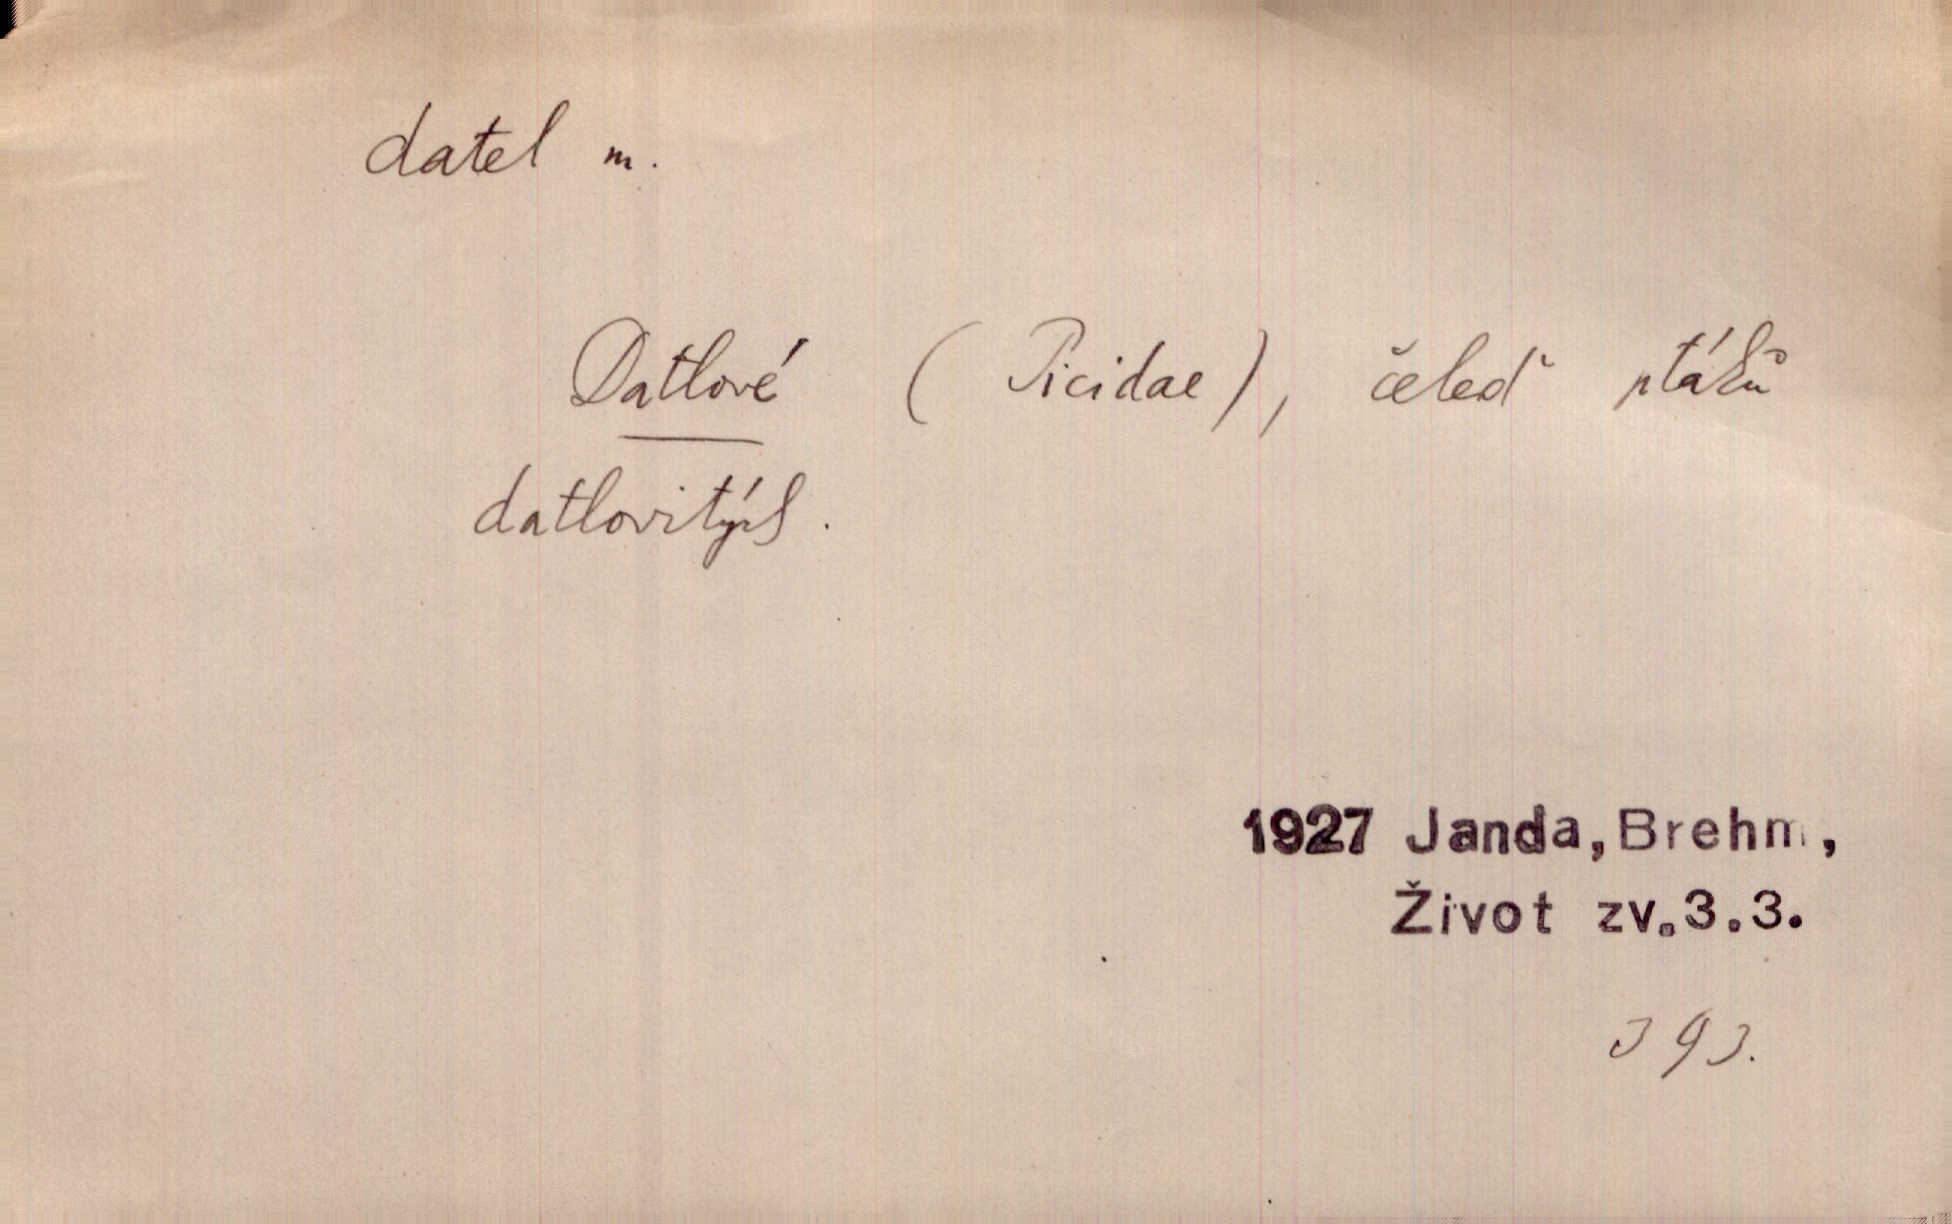 datel m.
Datlové (Picidae), čeleď ptáků
datlovitých.
1927 Janda, Brehm,
Život zv. 3.3.
393.